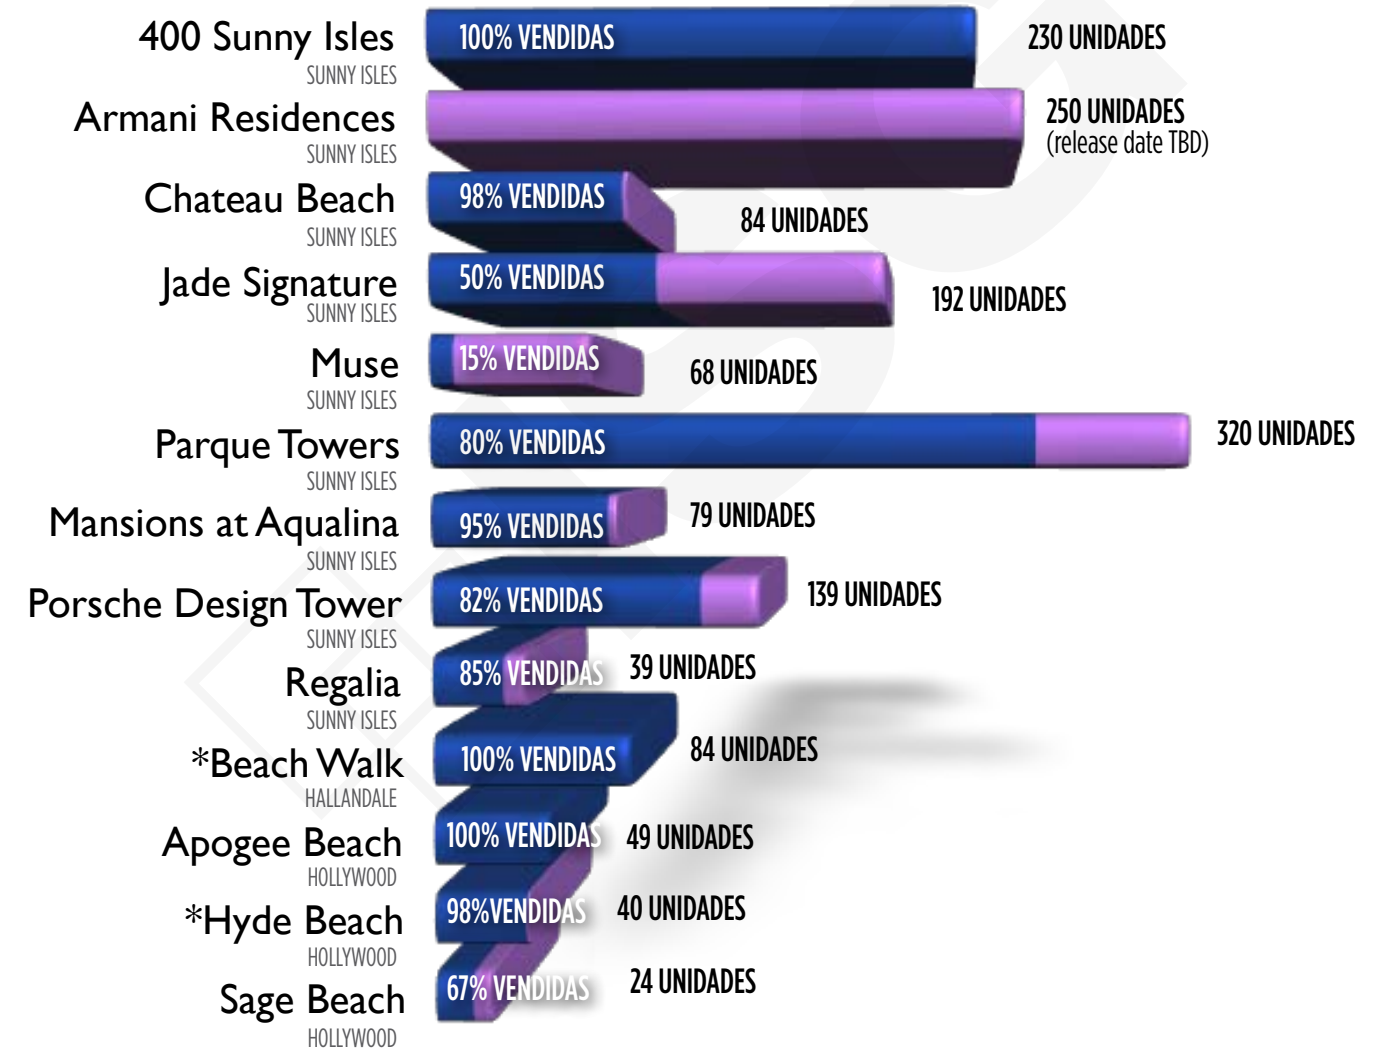 400 Sunny Isles
SUNNY ISLES
100% VENDIDAS
230 UNIDADES
Armani Residences
SUNNY ISLES
250 UNIDADES
(release date TBD)
Chateau Beach
SUNNY ISLES
98% VENDIDAS
84 UNIDADES
Jade Signature
SUNNY ISLES
50% VENDIDAS
192 UNIDADES
Muse
SUNNY ISLES
15% VENDIDAS
68 UNIDADES
Parque Towers
SUNNY ISLES
80% VENDIDAS
320 UNIDADES
Mansions at Aqualina
SUNNY ISLES
95% VENDIDAS
79 UNIDADES
Porsche Design Tower
SUNNY ISLES
82% VENDIDAS
139 UNIDADES
Regalia
SUNNY ISLES
85% VENDIDAS
39 UNIDADES
*Beach Walk
HALLANDALE
100% VENDIDAS
84 UNIDADES
Apogee Beach
HOLLYWOOD
100% VENDIDAS
49 UNIDADES
*Hyde Beach
HOLLYWOOD
98%VENDIDAS
40 UNIDADES
Sage Beach
HOLLYWOOD
67% VENDIDAS
24 UNIDADES